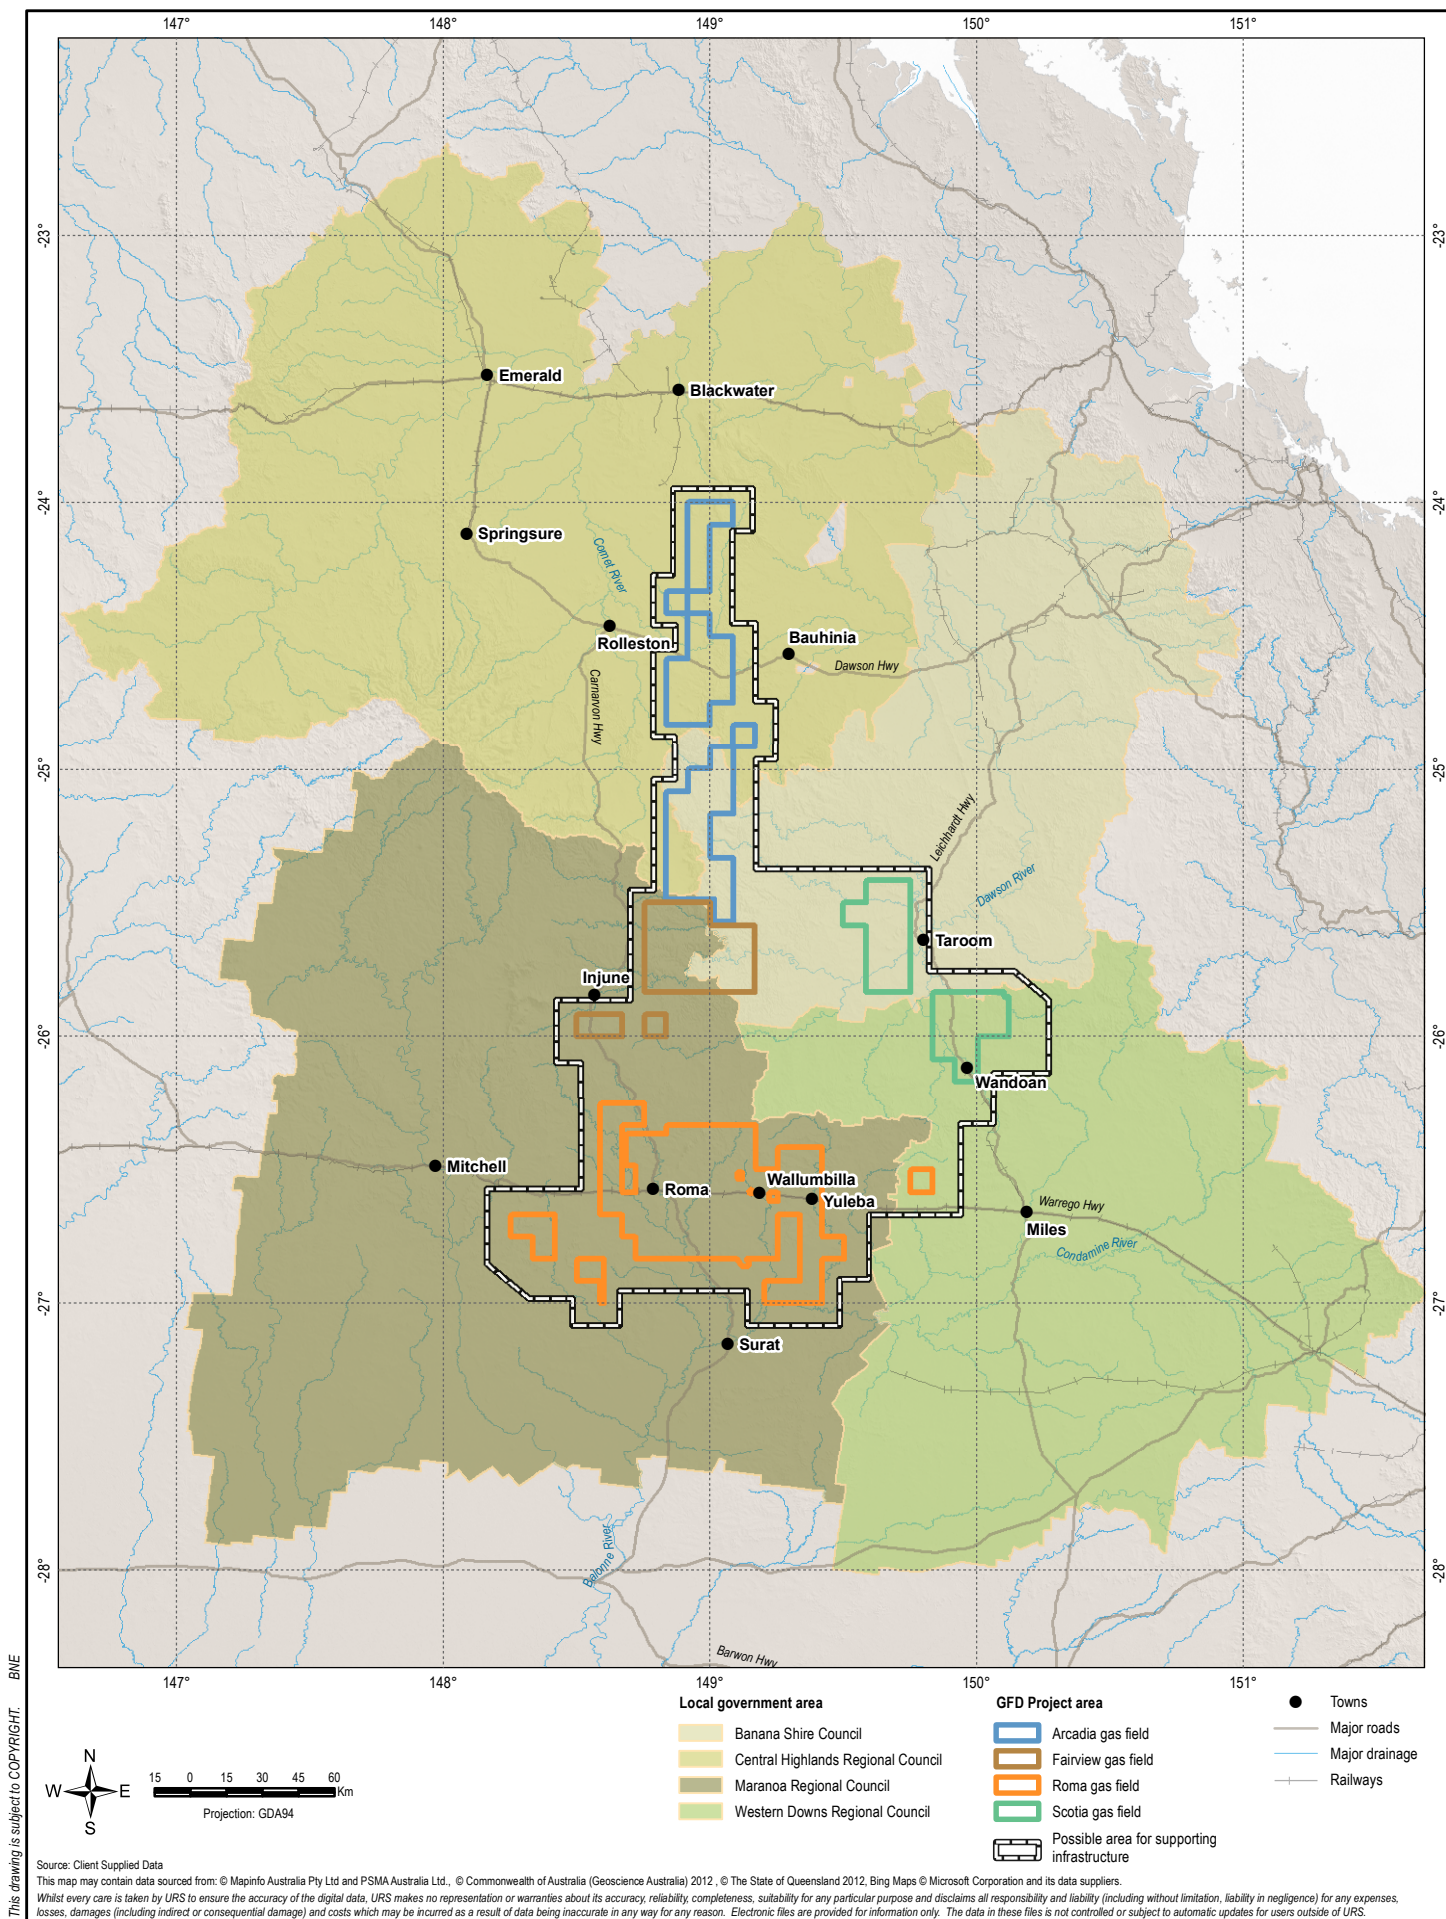 147° 148° 149° 150° 151°
-23° -23°
Emerald
Blackwater
-24° -24°
Springsure
Comet River
Rolleston
Bauhinia
Dawson Hwy
Carnarvon Hwy
-25° -25°
Leichhardt Hwy
Dawson River
Taroom
Injune
-26° -26°
Wandoan
Mitchell
Roma
Wallumbilla
Yuleba
Warrego Hwy
Miles
Condamine River
-27° -27°
Surat
-28° -28°
Balonne River
Barwon Hwy
147° 148° 149° 150° 151°
This drawing is subject to COPYRIGHT. BNE
Local government area
Banana Shire Council
Central Highlands Regional Council
Maranoa Regional Council
Western Downs Regional Council
GFD Project area
Arcadia gas field
Fairview gas field
Roma gas field
Scotia gas field
Possible area for supporting
infrastructure
Towns
Major roads
Major drainage
Railways
N
W E
S
15 0 15 30 45 60
Km
Projection: GDA94
Source: Client Supplied Data
This map may contain data sourced from: © Mapinfo Australia Pty Ltd and PSMA Australia Ltd., © Commonwealth of Australia (Geoscience Australia) 2012 , © The State of Queensland 2012, Bing Maps © Microsoft Corporation and its data suppliers.
Whilst every care is taken by URS to ensure the accuracy of the digital data, URS makes no representation or warranties about its accuracy, reliability, completeness, suitability for any particular purpose and disclaims all responsibility and liability (including without limitation, liability in negligence) for any expenses,
losses, damages (including indirect or consequential damage) and costs which may be incurred as a result of data being inaccurate in any way for any reason. Electronic files are provided for information only. The data in these files is not controlled or subject to automatic updates for users outside of URS.